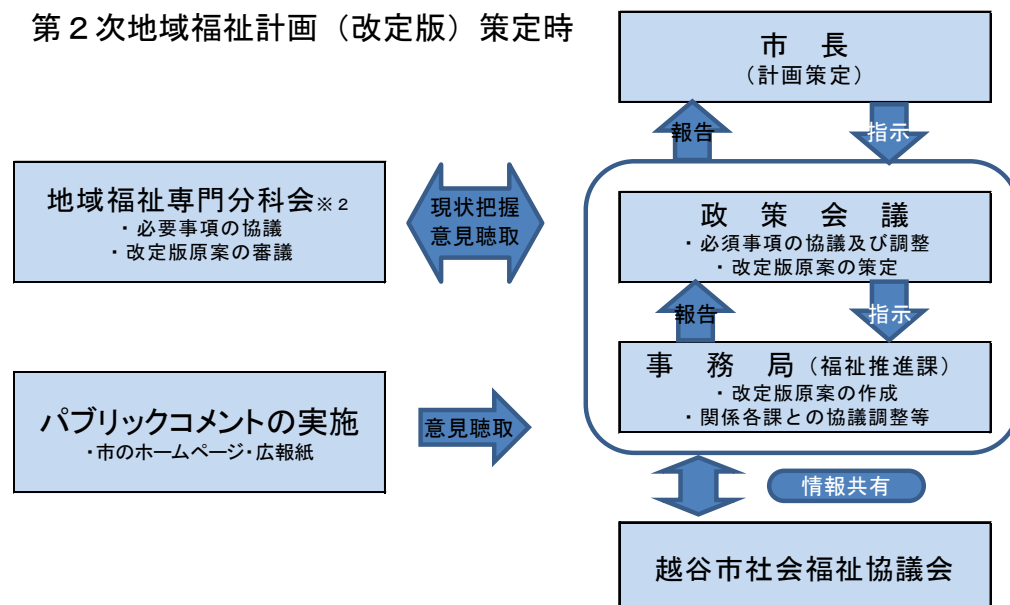 第２次地域福祉計画（改定版）策定時
市　長
（計画策定）
報告
指示
地域福祉専門分科会※２
・必要事項の協議
・改定版原案の審議
現状把握
意見聴取
政　策　会　議
・必須事項の協議及び調整
・改定版原案の策定
報告
指示
事　務　局（福祉推進課）
・改定版原案の作成
・関係各課との協議調整等
パブリックコメントの実施
・市のホームページ・広報紙
意見聴取
情報共有
越谷市社会福祉協議会